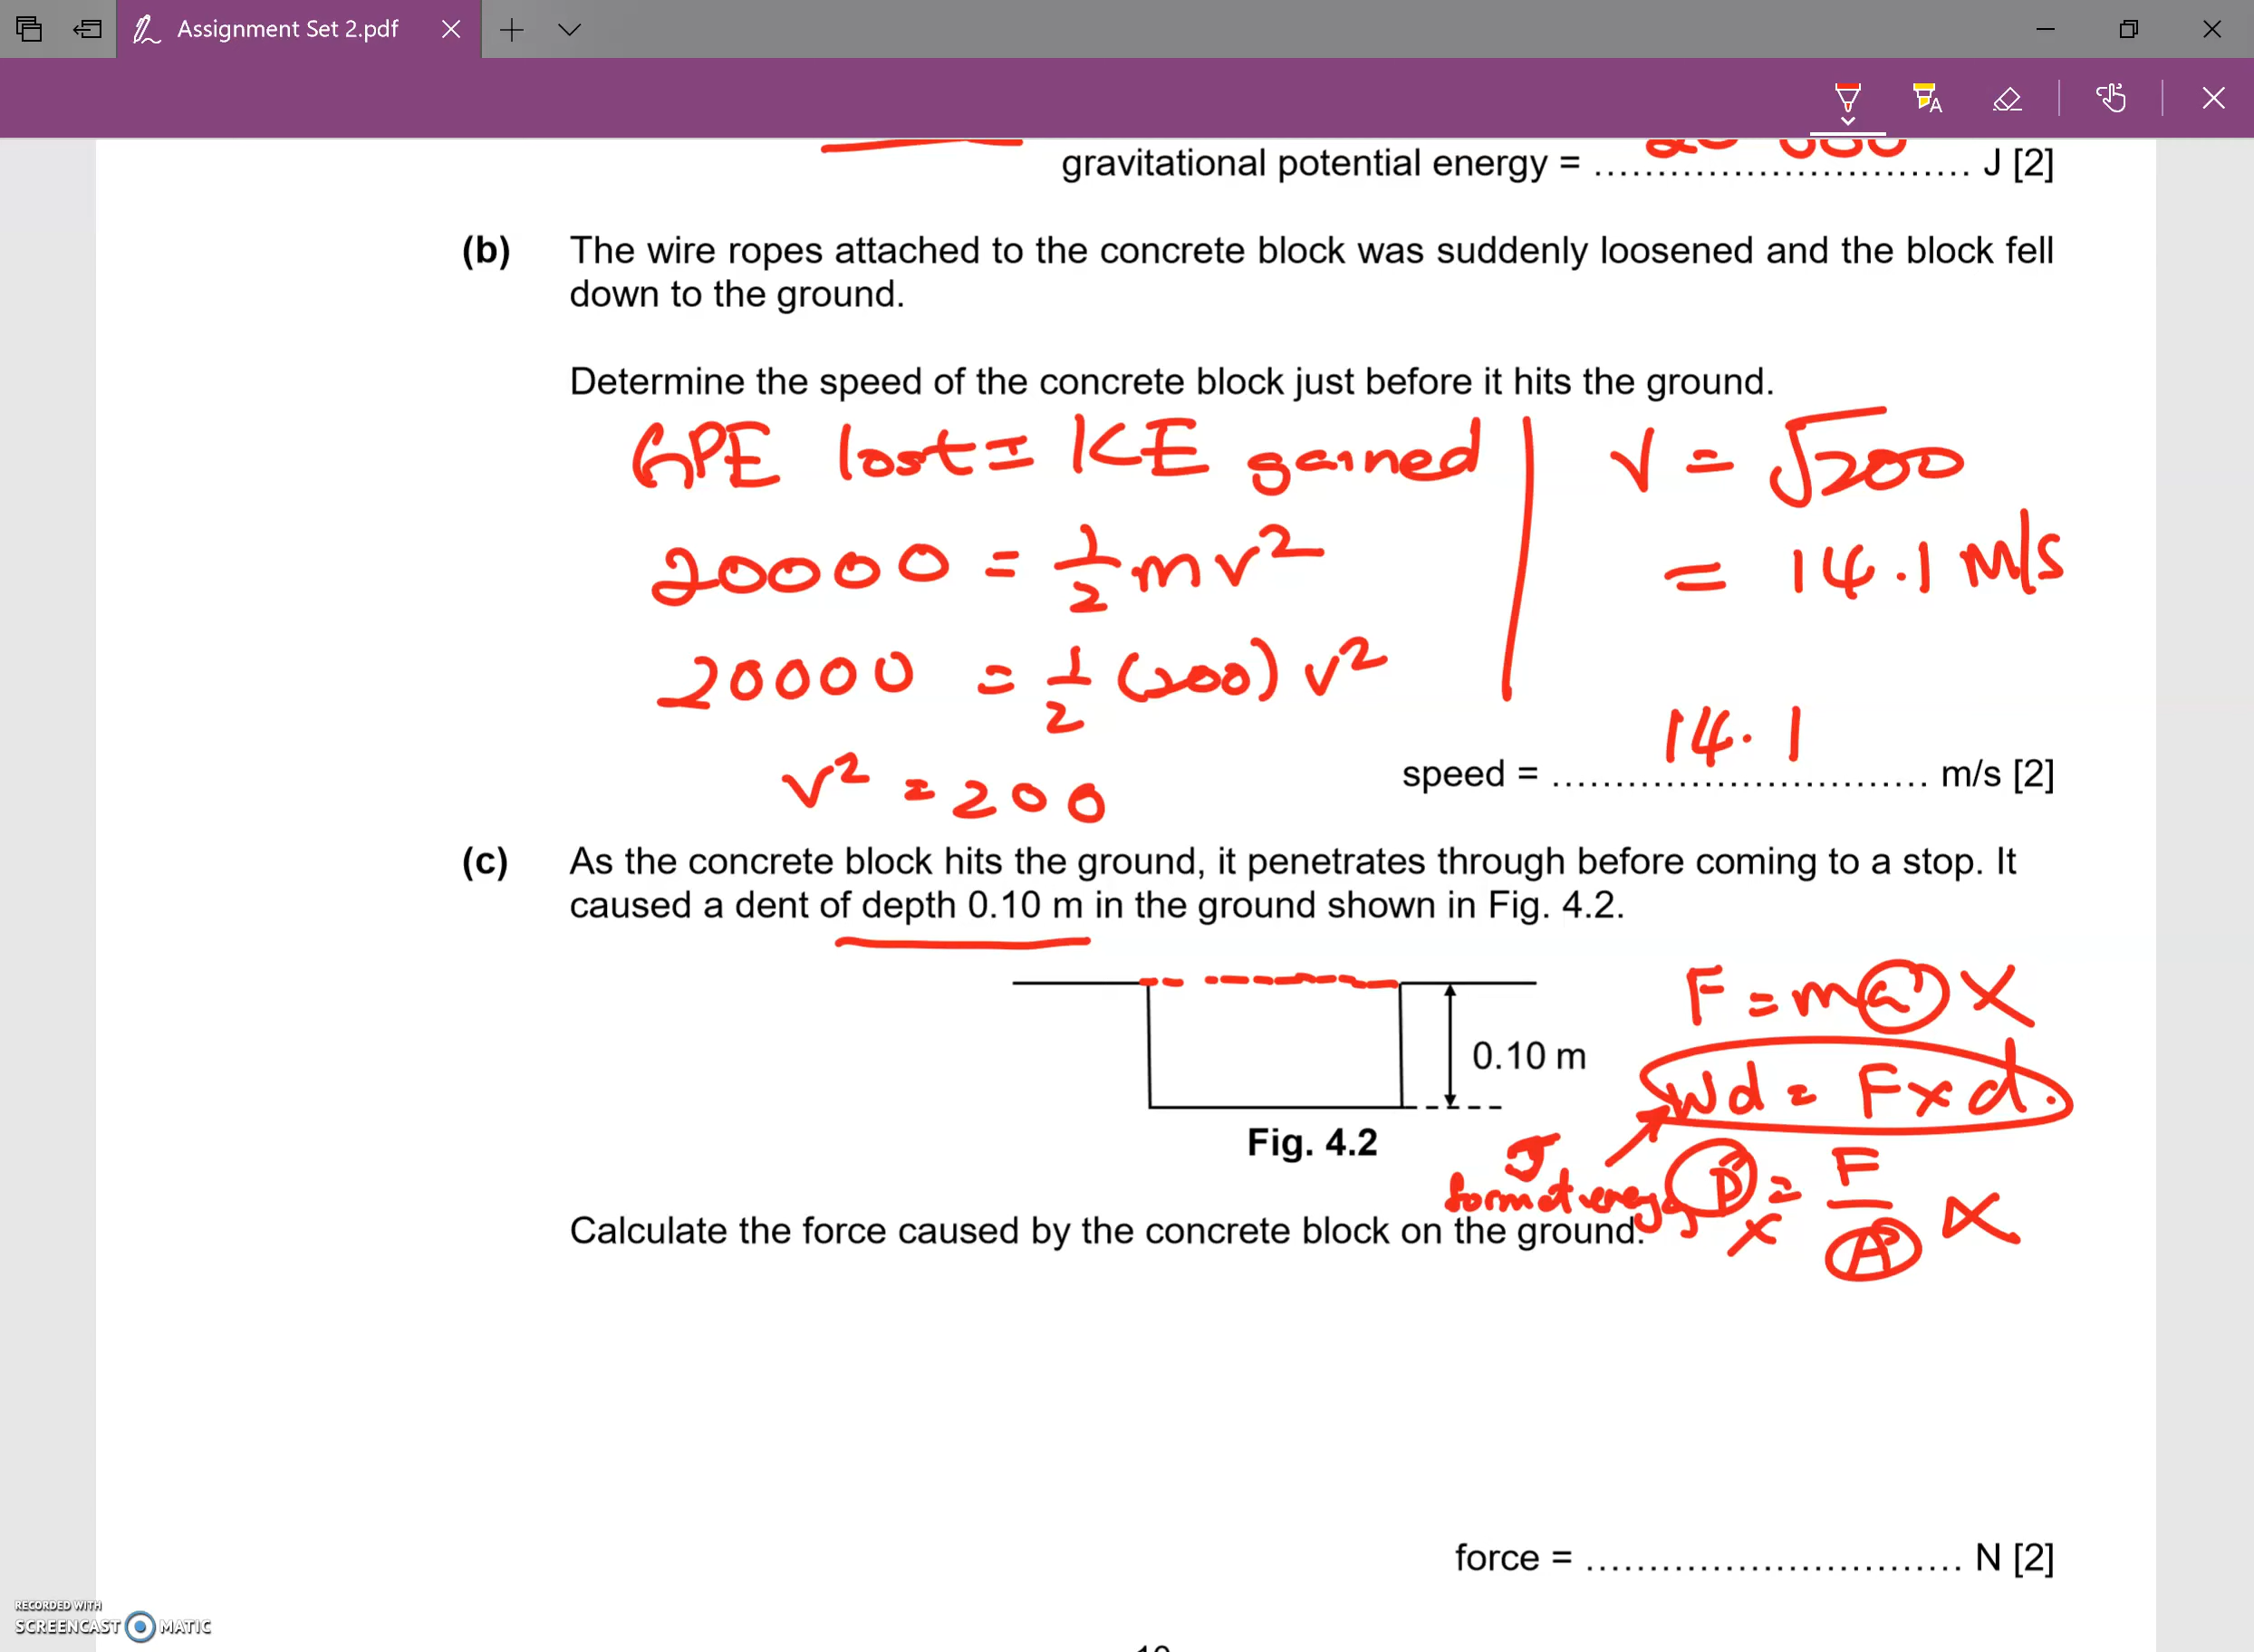 Assignment Set 2.pdf
gravitational potential energy = .............................. J [2]
(b) The wire ropes attached to the concrete block was suddenly loosened and the block fell
down to the ground.
Determine the speed of the concrete block just before it hits the ground.
GPE lost = KE gained
20000 = 1/2 mv²
20000 = 1/2 (200) v²
v² = 200
v = √200
= 14.1 m/s
14.1
speed = .............................. m/s [2]
(c) As the concrete block hits the ground, it penetrates through before coming to a stop. It
caused a dent of depth 0.10 m in the ground shown in Fig. 4.2.
0.10 m
Fig. 4.2
F = ma X
Wd = F x d.
J
form of energy
P = F/A X
x
Calculate the force caused by the concrete block on the ground.
force = .............................. N [2]
RECORDED WITH
SCREENCAST MATIC